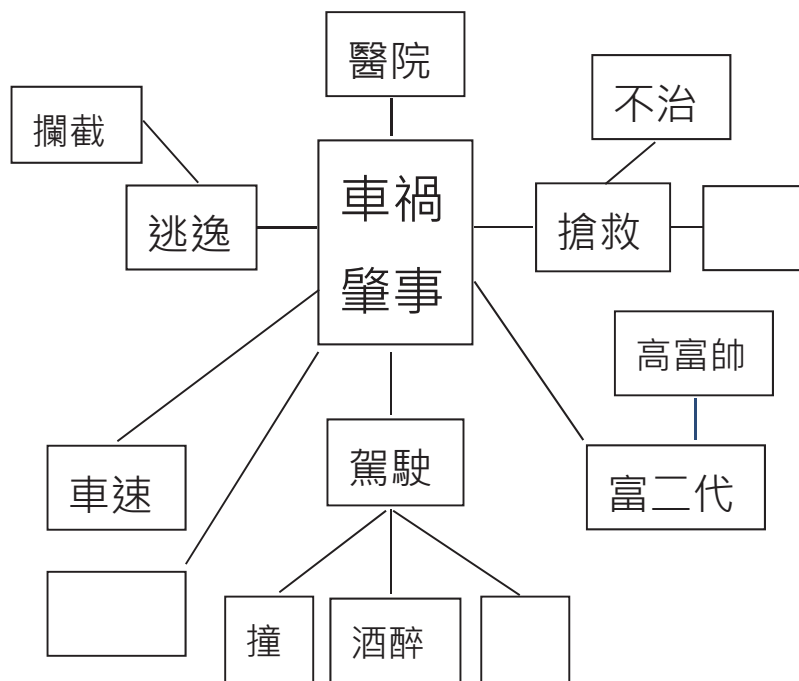 醫院
不治
攔截
車禍
肇事
逃逸
搶救
高富帥
駕駛
車速
富二代
撞
酒醉